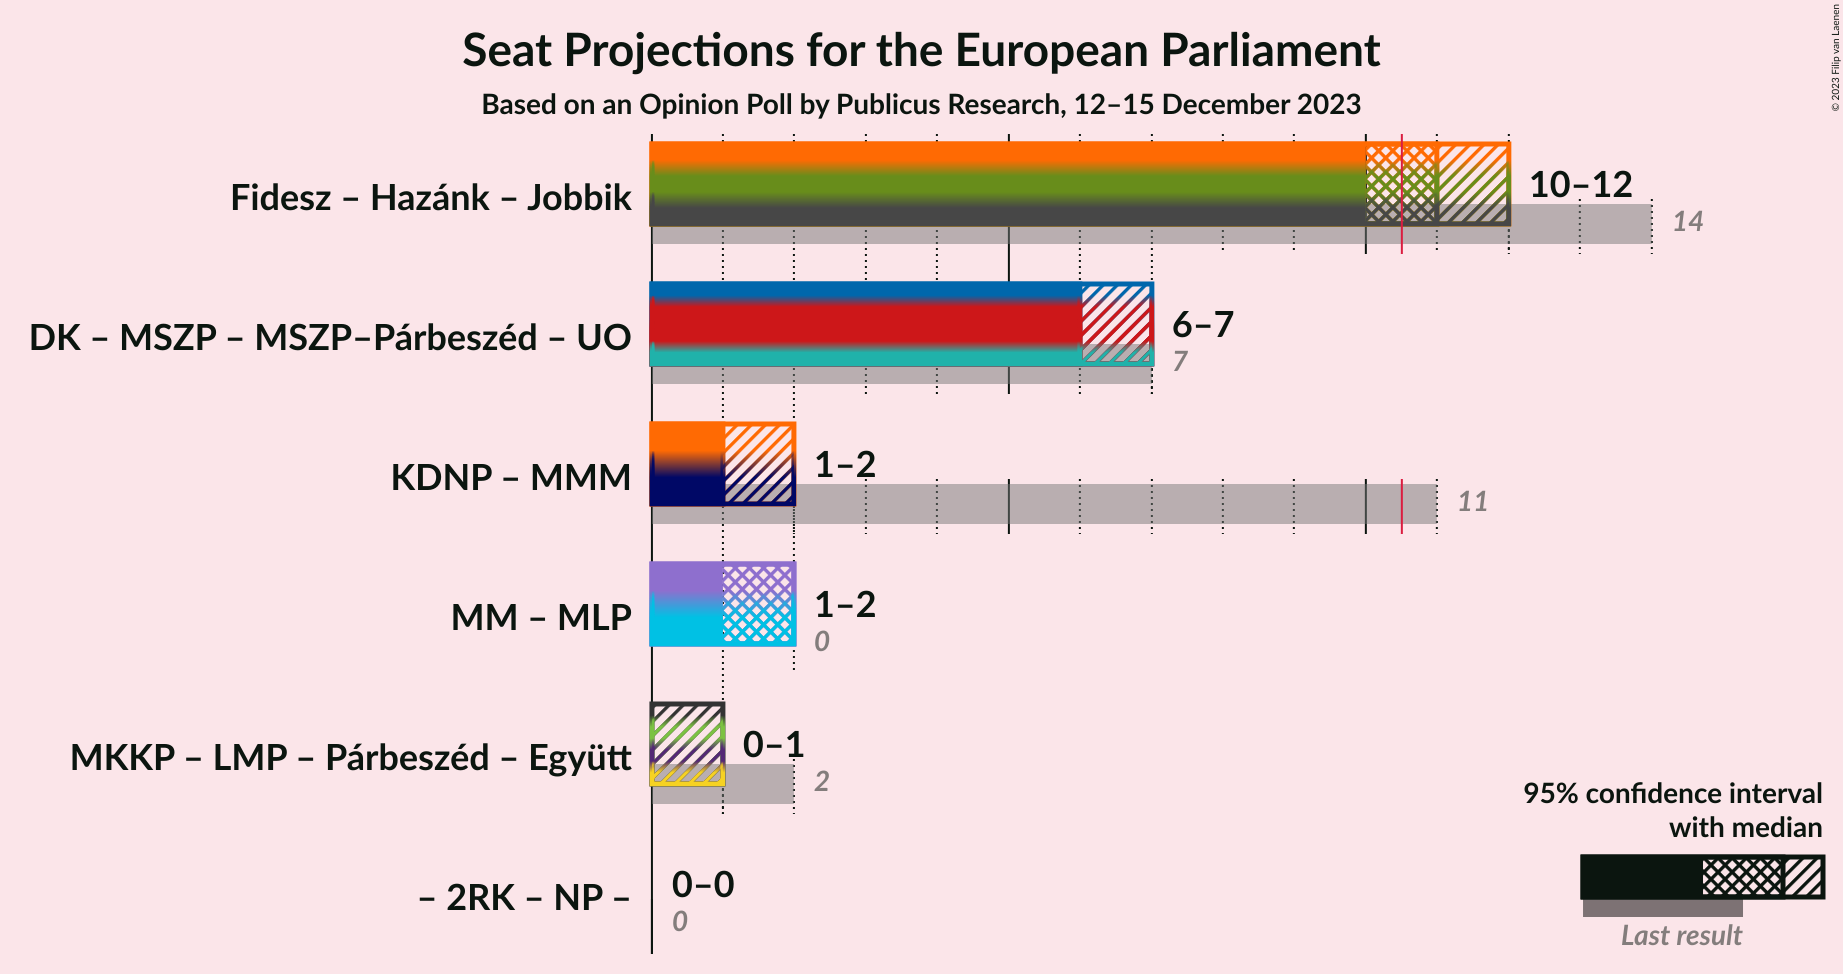 Seat Projections for the European Parliament
Based on an Opinion Poll by Publicus Research, 12–15 December 2023
© 2023 Filip van Laenen
Fidesz – Hazánk – Jobbik
10–12
14
DK – MSZP – MSZP–Párbeszéd – UO
6–7
7
KDNP – MMM
1–2
11
MM – MLP
1–2
0
MKKP – LMP – Párbeszéd – Együtt
0–1
2
– 2RK – NP –
0–0
0
95% confidence interval
with median
Last result